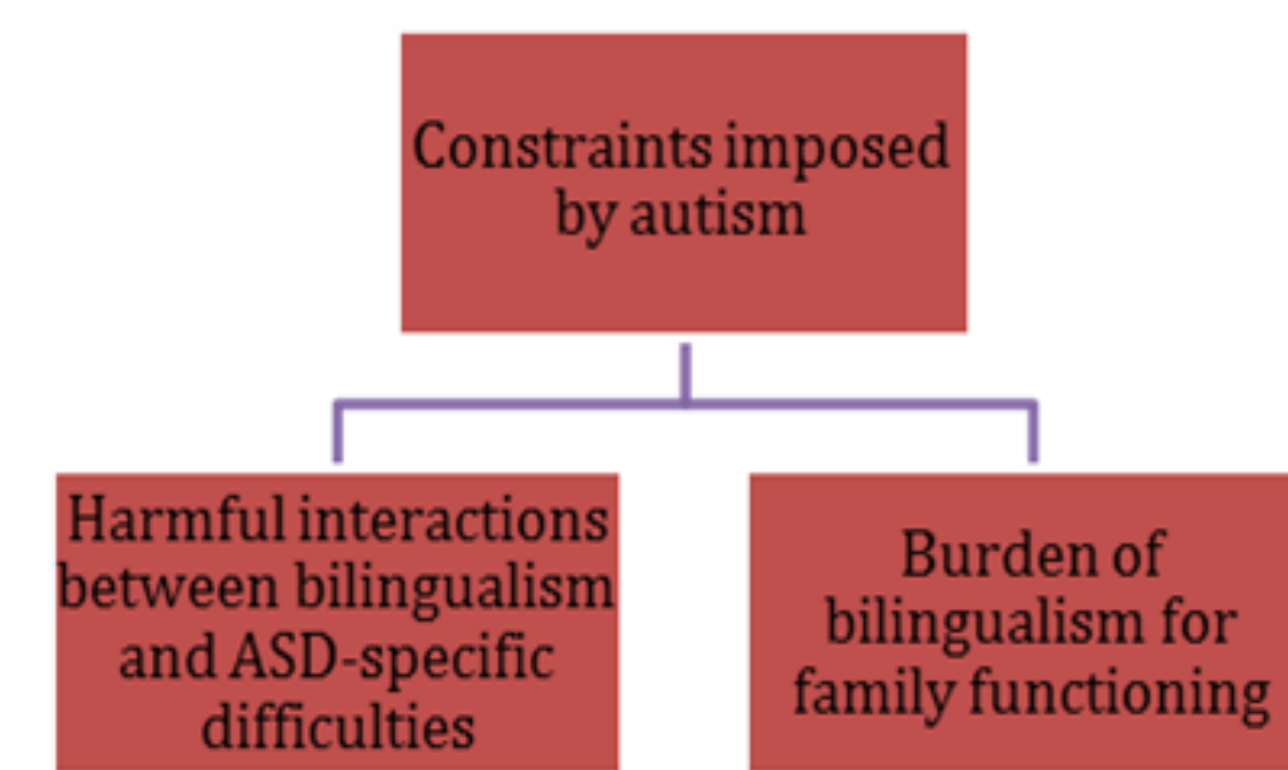 Constraints imposed
by autism
Harmful interactions
between bilingualism
and ASD-specific
difficulties
Burden of
bilingualism for
family functioning